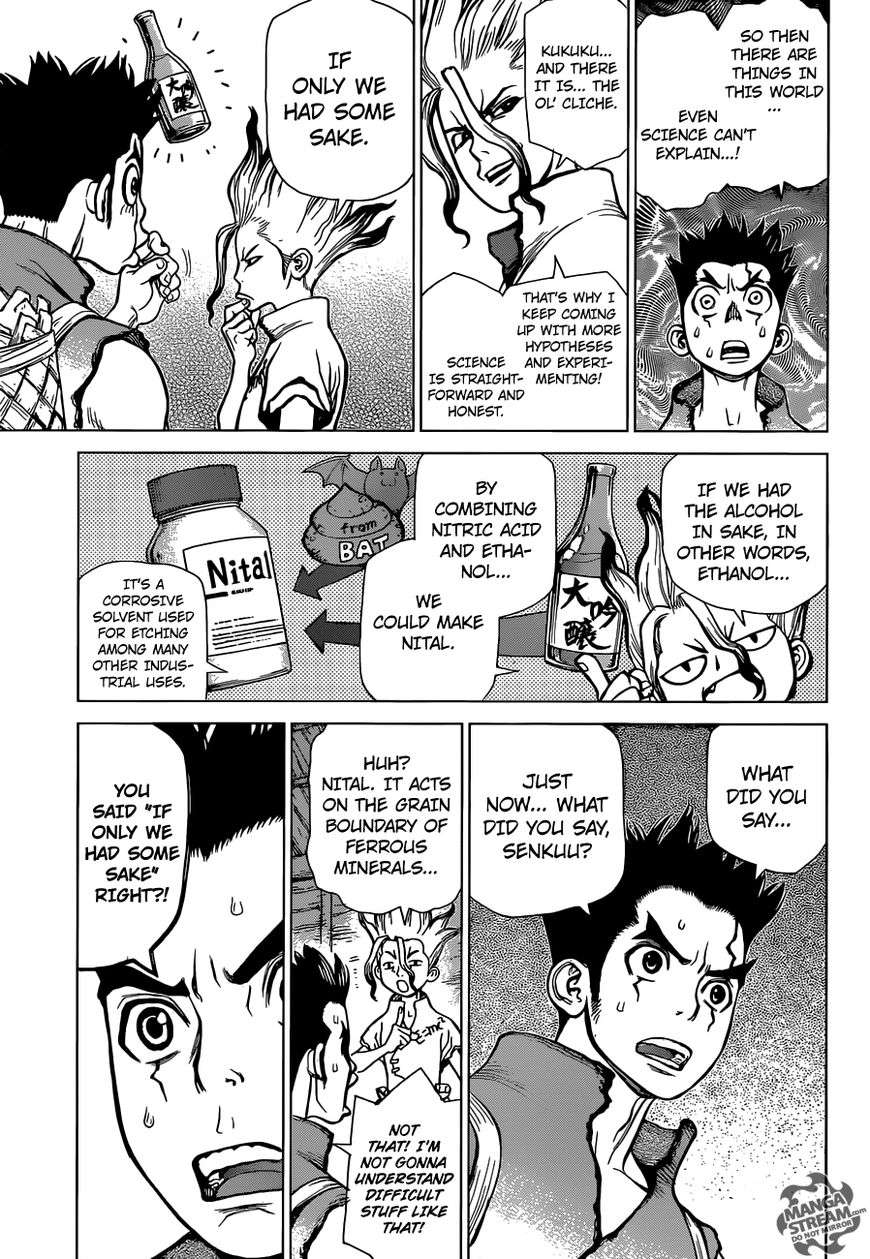 SO THEN
THERE ARE
THINGS IN
THIS WORLD
...
EVEN
SCIENCE CAN'T
EXPLAIN...!
KUKUKU...
AND THERE
IT IS... THE
OL' CLICHE.
THAT'S WHY I
KEEP COMING
UP WITH MORE
HYPOTHESES
AND EXPERI-
MENTING!
SCIENCE
IS STRAIGHT-
FORWARD AND
HONEST.
IF
ONLY WE
HAD SOME
SAKE.
大吟醸
IF WE HAD
THE ALCOHOL
IN SAKE, IN
OTHER WORDS,
ETHANOL...
大吟醸
BY
COMBINING
NITRIC ACID
AND ETHA-
NOL...
WE
COULD MAKE
NITAL.
from
BAT
Nital
IT'S A
CORROSIVE
SOLVENT USED
FOR ETCHING
AMONG MANY
OTHER INDUS-
TRIAL USES.
WHAT
DID YOU
SAY...
JUST
NOW... WHAT
DID YOU SAY,
SENKUU?
HUH?
NITAL. IT ACTS
ON THE GRAIN
BOUNDARY OF
FERROUS
MINERALS...
E=mc²
NOT
THAT! I'M
NOT GONNA
UNDERSTAND
DIFFICULT
STUFF LIKE
THAT!
YOU
SAID "IF
ONLY WE
HAD SOME
SAKE"
RIGHT?!
MANGA
STREAM.com
DO NOT MIRROR